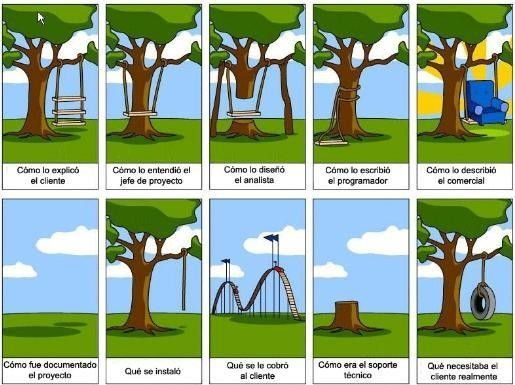 Cómo lo explicó
el cliente
Cómo lo entendió el
jefe de proyecto
Cómo lo diseñó
el analista
Cómo lo escribió
el programador
Cómo lo describió
el comercial
Cómo fue documentado
el proyecto
Qué se instaló
Qué se le cobró
al cliente
Cómo era el soporte
técnico
Qué necesitaba el
cliente realmente